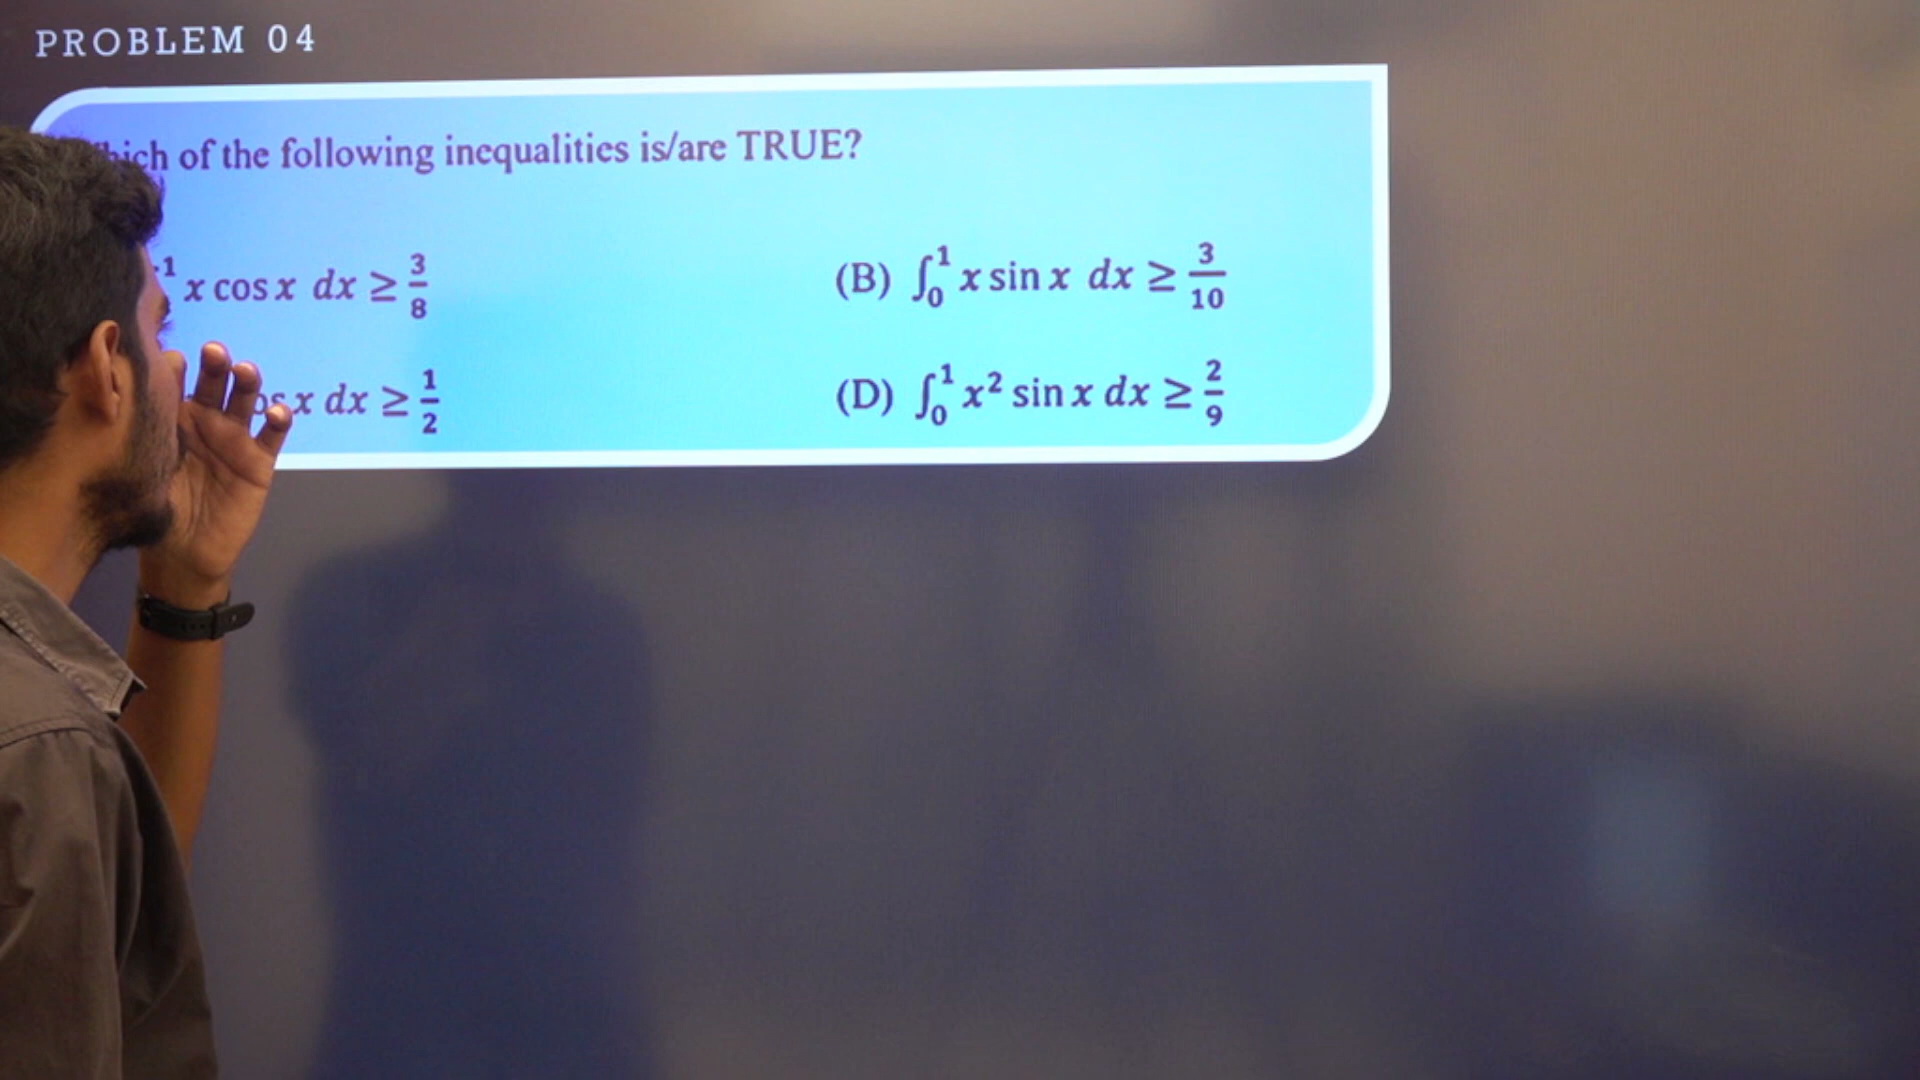 PROBLEM 04
of the following inequalities is/are TRUE?
x cos x dx ≥ 3/8
(B) ∫₀¹ x sin x dx ≥ 3/10
x dx ≥ 1/2
(D) ∫₀¹ x² sin x dx ≥ 2/9